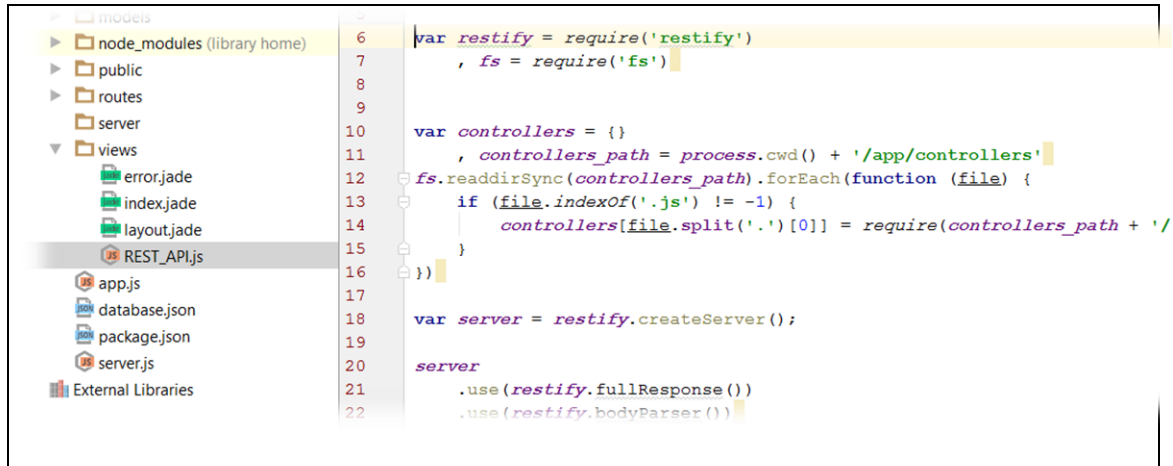 models
node_modules (library home)
public
routes
server
views
error.jade
index.jade
layout.jade
REST_API.js
app.js
database.json
package.json
server.js
External Libraries
6 var restify = require('restify')
7 , fs = require('fs')
8
9
10 var controllers = {}
11 , controllers_path = process.cwd() + '/app/controllers'
12 fs.readdirSync(controllers_path).forEach(function (file) {
13 if (file.indexOf('.js') != -1) {
14 controllers[file.split('.')[0]] = require(controllers_path + '/
15 }
16 })
17
18 var server = restify.createServer();
19
20 server
21 .use(restify.fullResponse())
22 .use(restify.bodyParser())